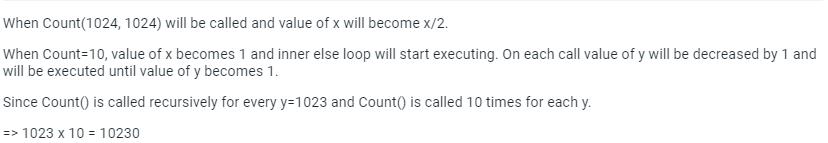 When Count(1024, 1024) will be called and value of x will become x/2.
When Count=10, value of x becomes 1 and inner else loop will start executing. On each call value of y will be decreased by 1 and
will be executed until value of y becomes 1.
Since Count() is called recursively for every y=1023 and Count() is called 10 times for each y.
=> 1023 x 10 = 10230